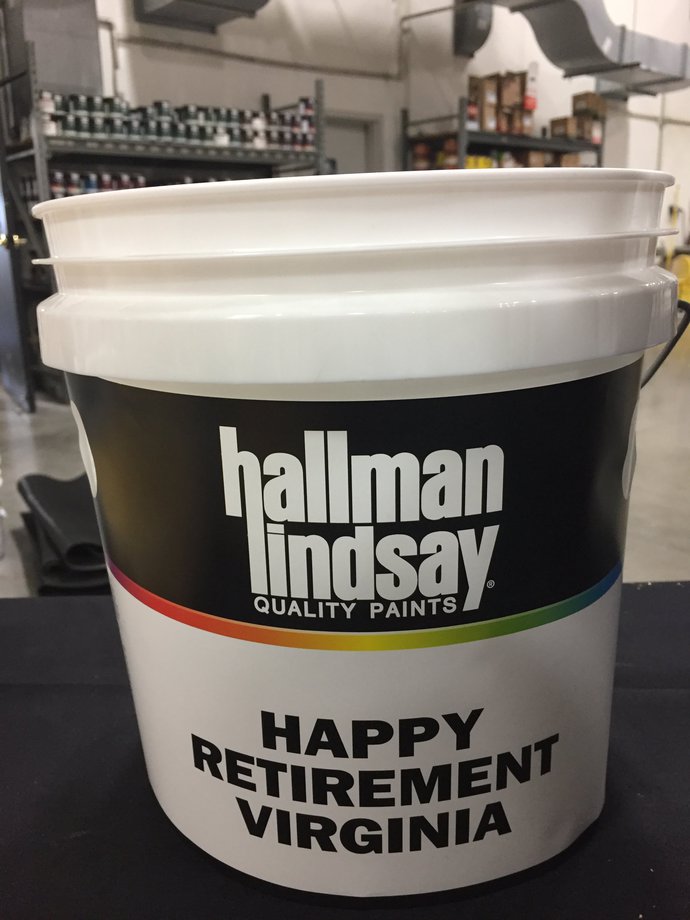 hallman
lindsay®
QUALITY PAINTS
HAPPY
RETIREMENT
VIRGINIA